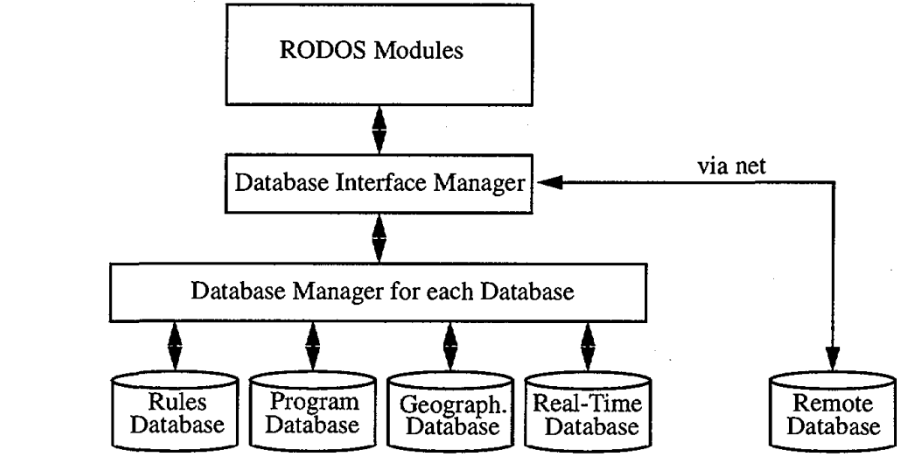 RODOS Modules
via net
Database Interface Manager
Database Manager for each Database
Rules
Database
Program
Database
Geograph.
Database
Real-Time
Database
Remote
Database